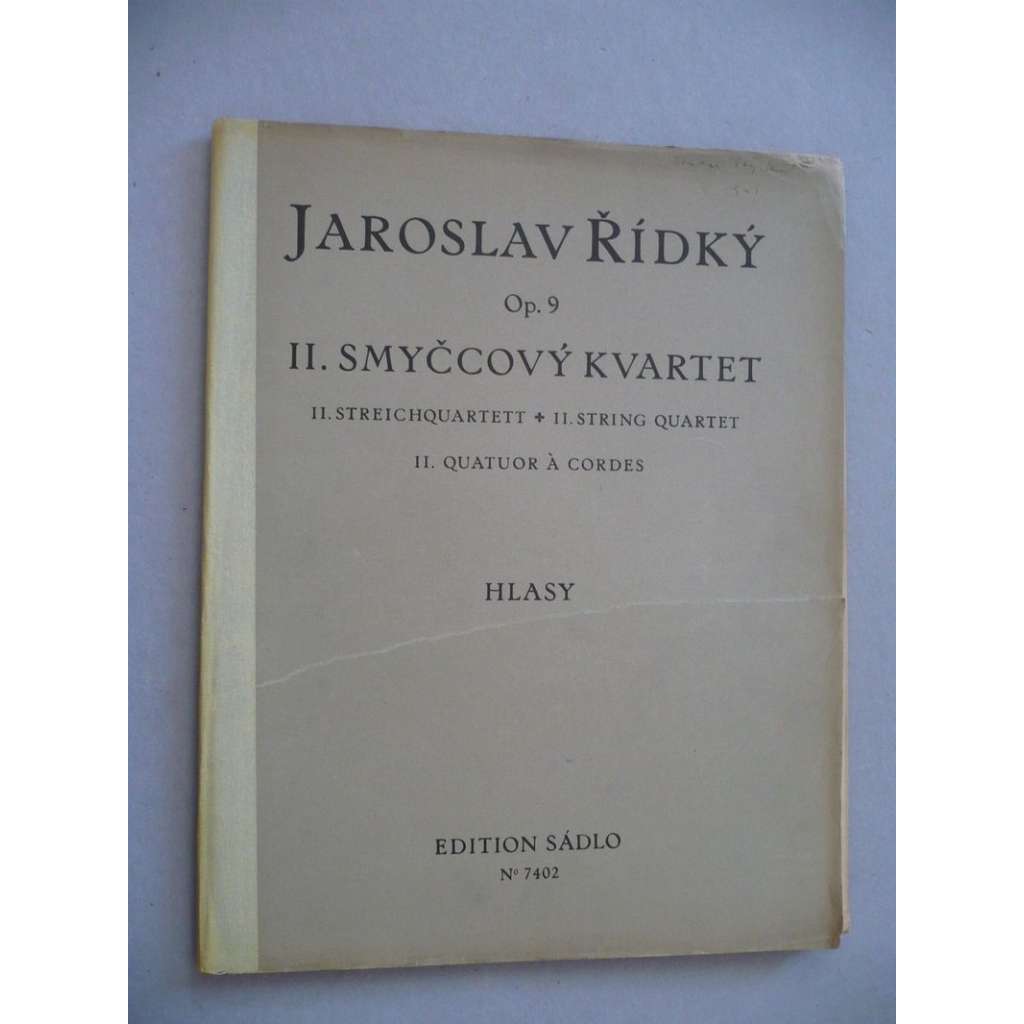 JAROSLAV ŘÍDKÝ
Op. 9
II. SMYČCOVÝ KVARTET
II. STREICHQUARTETT ✤ II. STRING QUARTET
II. QUATUOR À CORDES
HLASY
EDITION SÁDLO
Nº 7402